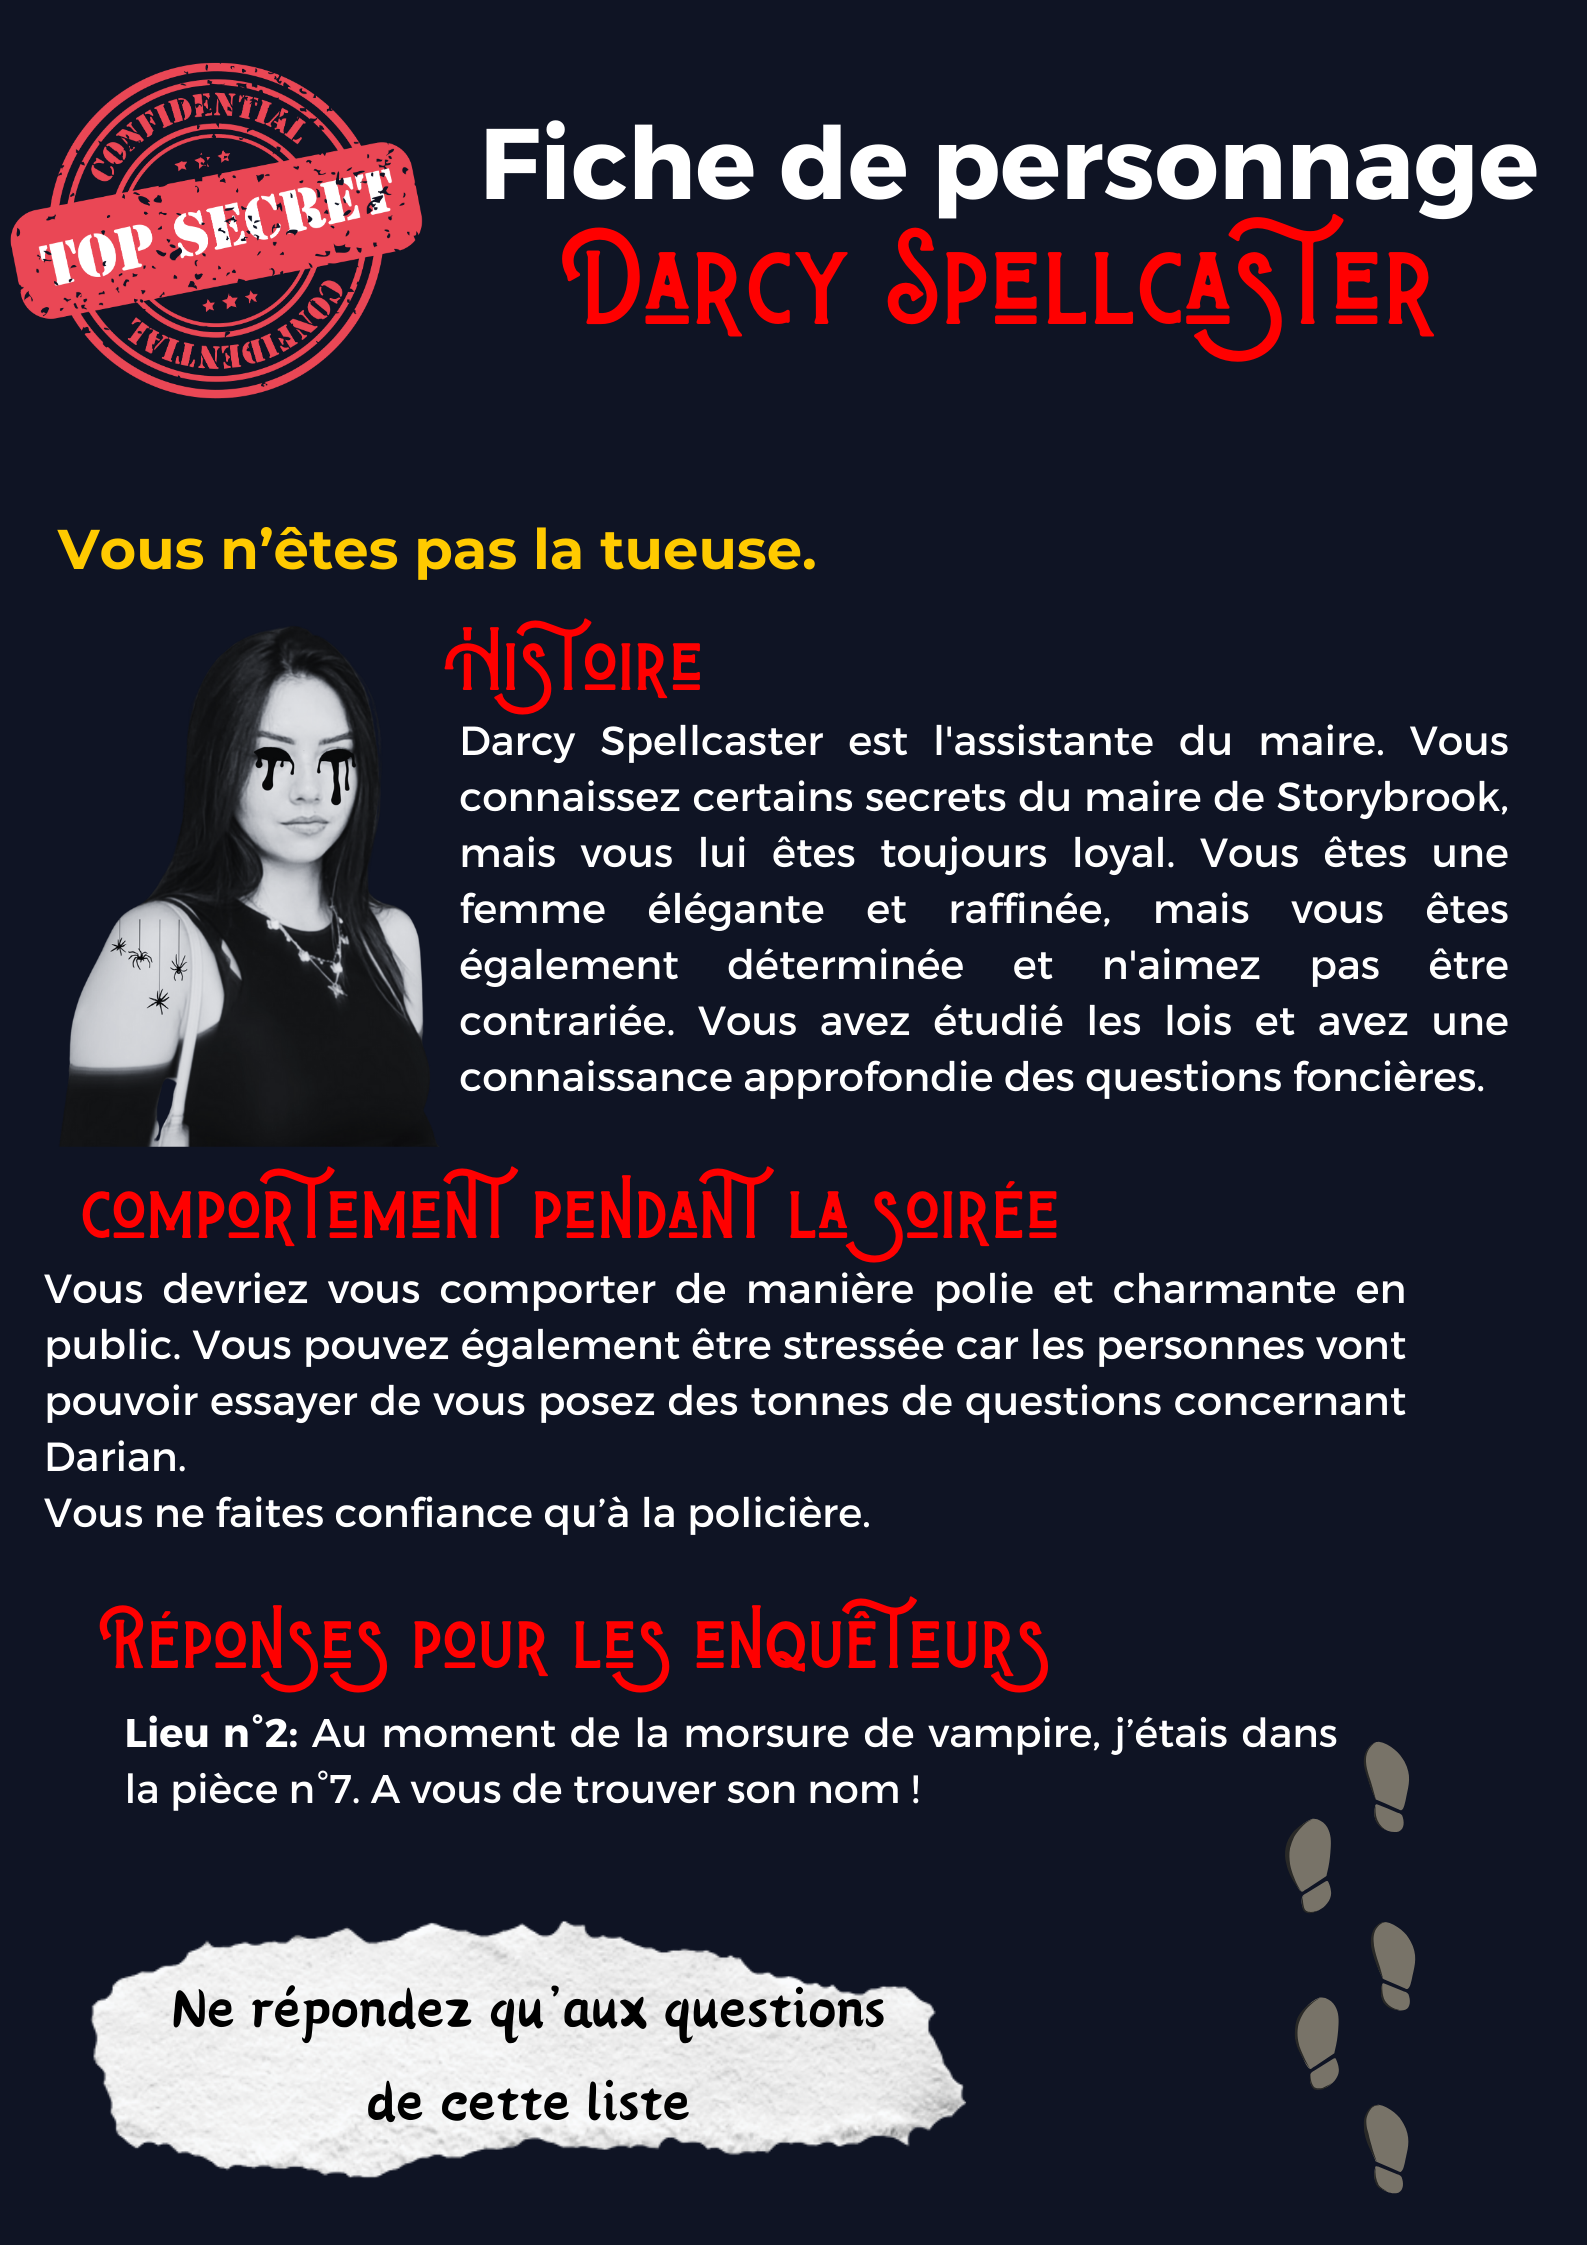 CONFIDENTIAL
TOP SECRET
CONFIDENTIAL
Fiche de personnage
Darcy Spellcaster
Vous n’êtes pas la tueuse.
Histoire
Darcy Spellcaster est l'assistante du maire. Vous
connaissez certains secrets du maire de Storybrook,
mais vous lui êtes toujours loyal. Vous êtes une
femme élégante et raffinée, mais vous êtes
également déterminée et n'aimez pas être
contrariée. Vous avez étudié les lois et avez une
connaissance approfondie des questions foncières.
comportement pendant la soirée
Vous devriez vous comporter de manière polie et charmante en
public. Vous pouvez également être stressée car les personnes vont
pouvoir essayer de vous posez des tonnes de questions concernant
Darian.
Vous ne faites confiance qu’à la policière.
Réponses pour les enquêteurs
Lieu n°2: Au moment de la morsure de vampire, j’étais dans
la pièce n°7. A vous de trouver son nom !
Ne répondez qu’aux questions
de cette liste